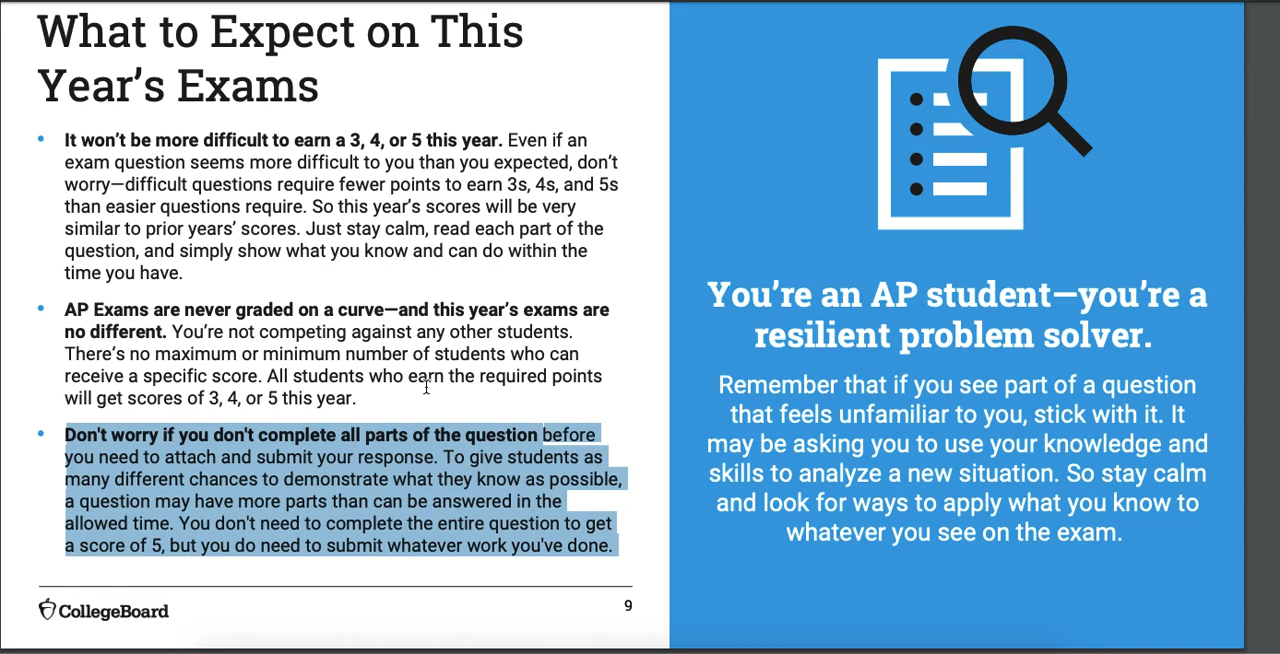 What to Expect on This
Year's Exams
• It won't be more difficult to earn a 3, 4, or 5 this year. Even if an
exam question seems more difficult to you than you expected, don't
worry—difficult questions require fewer points to earn 3s, 4s, and 5s
than easier questions require. So this year's scores will be very
similar to prior years' scores. Just stay calm, read each part of the
question, and simply show what you know and can do within the
time you have.
• AP Exams are never graded on a curve—and this year's exams are
no different. You're not competing against any other students.
There's no maximum or minimum number of students who can
receive a specific score. All students who earn the required points
will get scores of 3, 4, or 5 this year.
• Don't worry if you don't complete all parts of the question before
you need to attach and submit your response. To give students as
many different chances to demonstrate what they know as possible,
a question may have more parts than can be answered in the
allowed time. You don't need to complete the entire question to get
a score of 5, but you do need to submit whatever work you've done.
CollegeBoard
9
You're an AP student—you're a
resilient problem solver.
Remember that if you see part of a question
that feels unfamiliar to you, stick with it. It
may be asking you to use your knowledge and
skills to analyze a new situation. So stay calm
and look for ways to apply what you know to
whatever you see on the exam.